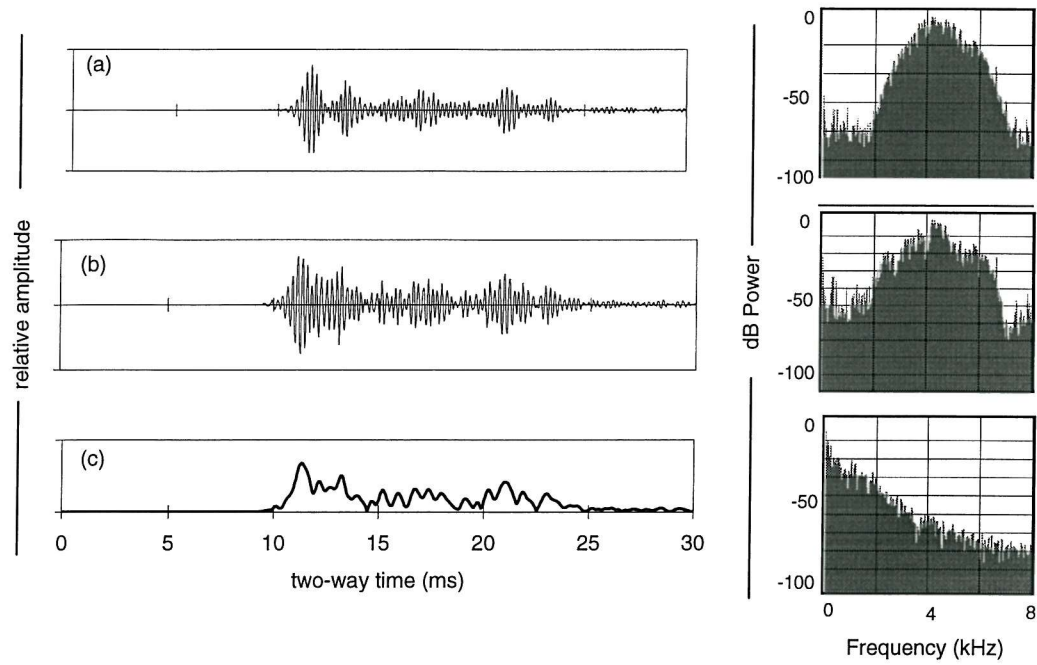 (a)
(b)
(c)
relative amplitude
0 5 10 15 20 25 30
two-way time (ms)
0
-50
-100
0
-50
-100
0
-50
-100
dB Power
0 4 8
Frequency (kHz)